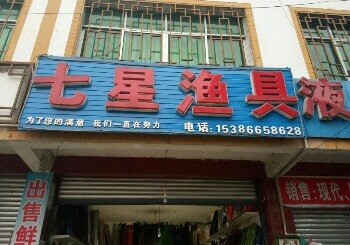 七星渔具液
为了您的满意 我们一直在努力 电话:15386658628
出售鲜
销售:现代、